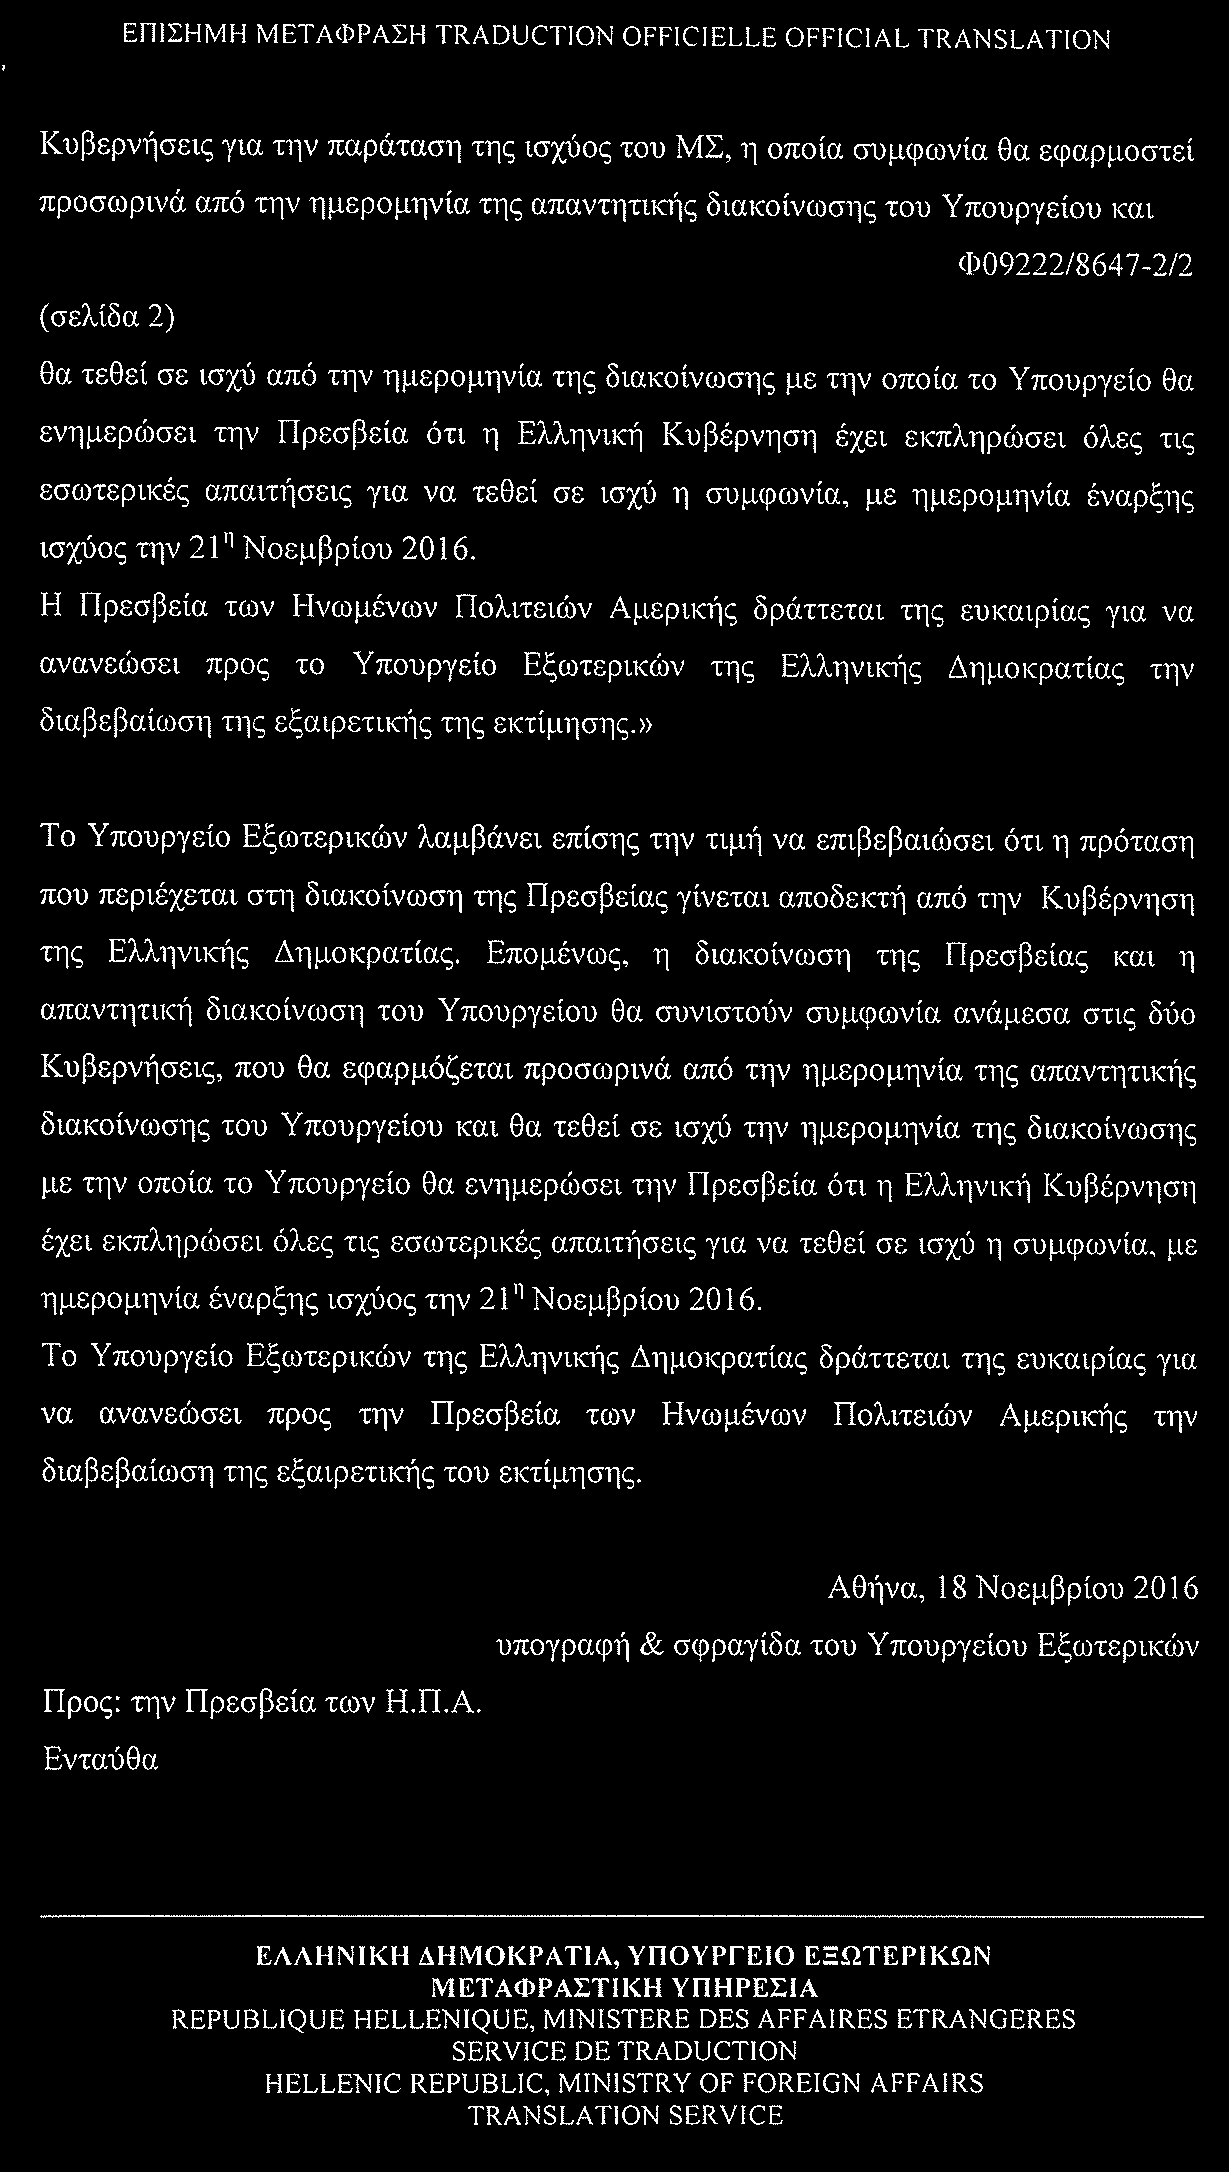 ΕΠΙΣΗΜΗ ΜΕΤΑΦΡΑΣΗ TRADUCTION OFFICIELLE OFFICIAL TRANSLATION
Κυβερνήσεις για την παράταση της ισχύος του ΜΣ, η οποία συμφωνία θα εφαρμοστεί
προσωρινά από την ημερομηνία της απαντητικής διακοίνωσης του Υπουργείου και
Φ09222/8647-2/2
(σελίδα 2)
θα τεθεί σε ισχύ από την ημερομηνία της διακοίνωσης με την οποία το Υπουργείο θα
ενημερώσει την Πρεσβεία ότι η Ελληνική Κυβέρνηση έχει εκπληρώσει όλες τις
εσωτερικές απαιτήσεις για να τεθεί σε ισχύ η συμφωνία, με ημερομηνία έναρξης
ισχύος την 21η Νοεμβρίου 2016.
Η Πρεσβεία των Ηνωμένων Πολιτειών Αμερικής δράττεται της ευκαιρίας για να
ανανεώσει προς το Υπουργείο Εξωτερικών της Ελληνικής Δημοκρατίας την
διαβεβαίωση της εξαιρετικής της εκτίμησης.»
Το Υπουργείο Εξωτερικών λαμβάνει επίσης την τιμή να επιβεβαιώσει ότι η πρόταση
που περιέχεται στη διακοίνωση της Πρεσβείας γίνεται αποδεκτή από την Κυβέρνηση
της Ελληνικής Δημοκρατίας. Επομένως, η διακοίνωση της Πρεσβείας και η
απαντητική διακοίνωση του Υπουργείου θα συνιστούν συμφωνία ανάμεσα στις δύο
Κυβερνήσεις, που θα εφαρμόζεται προσωρινά από την ημερομηνία της απαντητικής
διακοίνωσης του Υπουργείου και θα τεθεί σε ισχύ την ημερομηνία της διακοίνωσης
με την οποία το Υπουργείο θα ενημερώσει την Πρεσβεία ότι η Ελληνική Κυβέρνηση
έχει εκπληρώσει όλες τις εσωτερικές απαιτήσεις για να τεθεί σε ισχύ η συμφωνία, με
ημερομηνία έναρξης ισχύος την 21η Νοεμβρίου 2016.
Το Υπουργείο Εξωτερικών της Ελληνικής Δημοκρατίας δράττεται της ευκαιρίας για
να ανανεώσει προς την Πρεσβεία των Ηνωμένων Πολιτειών Αμερικής την
διαβεβαίωση της εξαιρετικής του εκτίμησης.
Αθήνα, 18 Νοεμβρίου 2016
υπογραφή & σφραγίδα του Υπουργείου Εξωτερικών
Προς: την Πρεσβεία των Η.Π.Α.
Ενταύθα
ΕΛΛΗΝΙΚΗ ΔΗΜΟΚΡΑΤΙΑ, ΥΠΟΥΡΓΕΙΟ ΕΞΩΤΕΡΙΚΩΝ
ΜΕΤΑΦΡΑΣΤΙΚΗ ΥΠΗΡΕΣΙΑ
REPUBLIQUE HELLENIQUE, MINISTERE DES AFFAIRES ETRANGERES
SERVICE DE TRADUCTION
HELLENIC REPUBLIC, MINISTRY OF FOREIGN AFFAIRS
TRANSLATION SERVICE